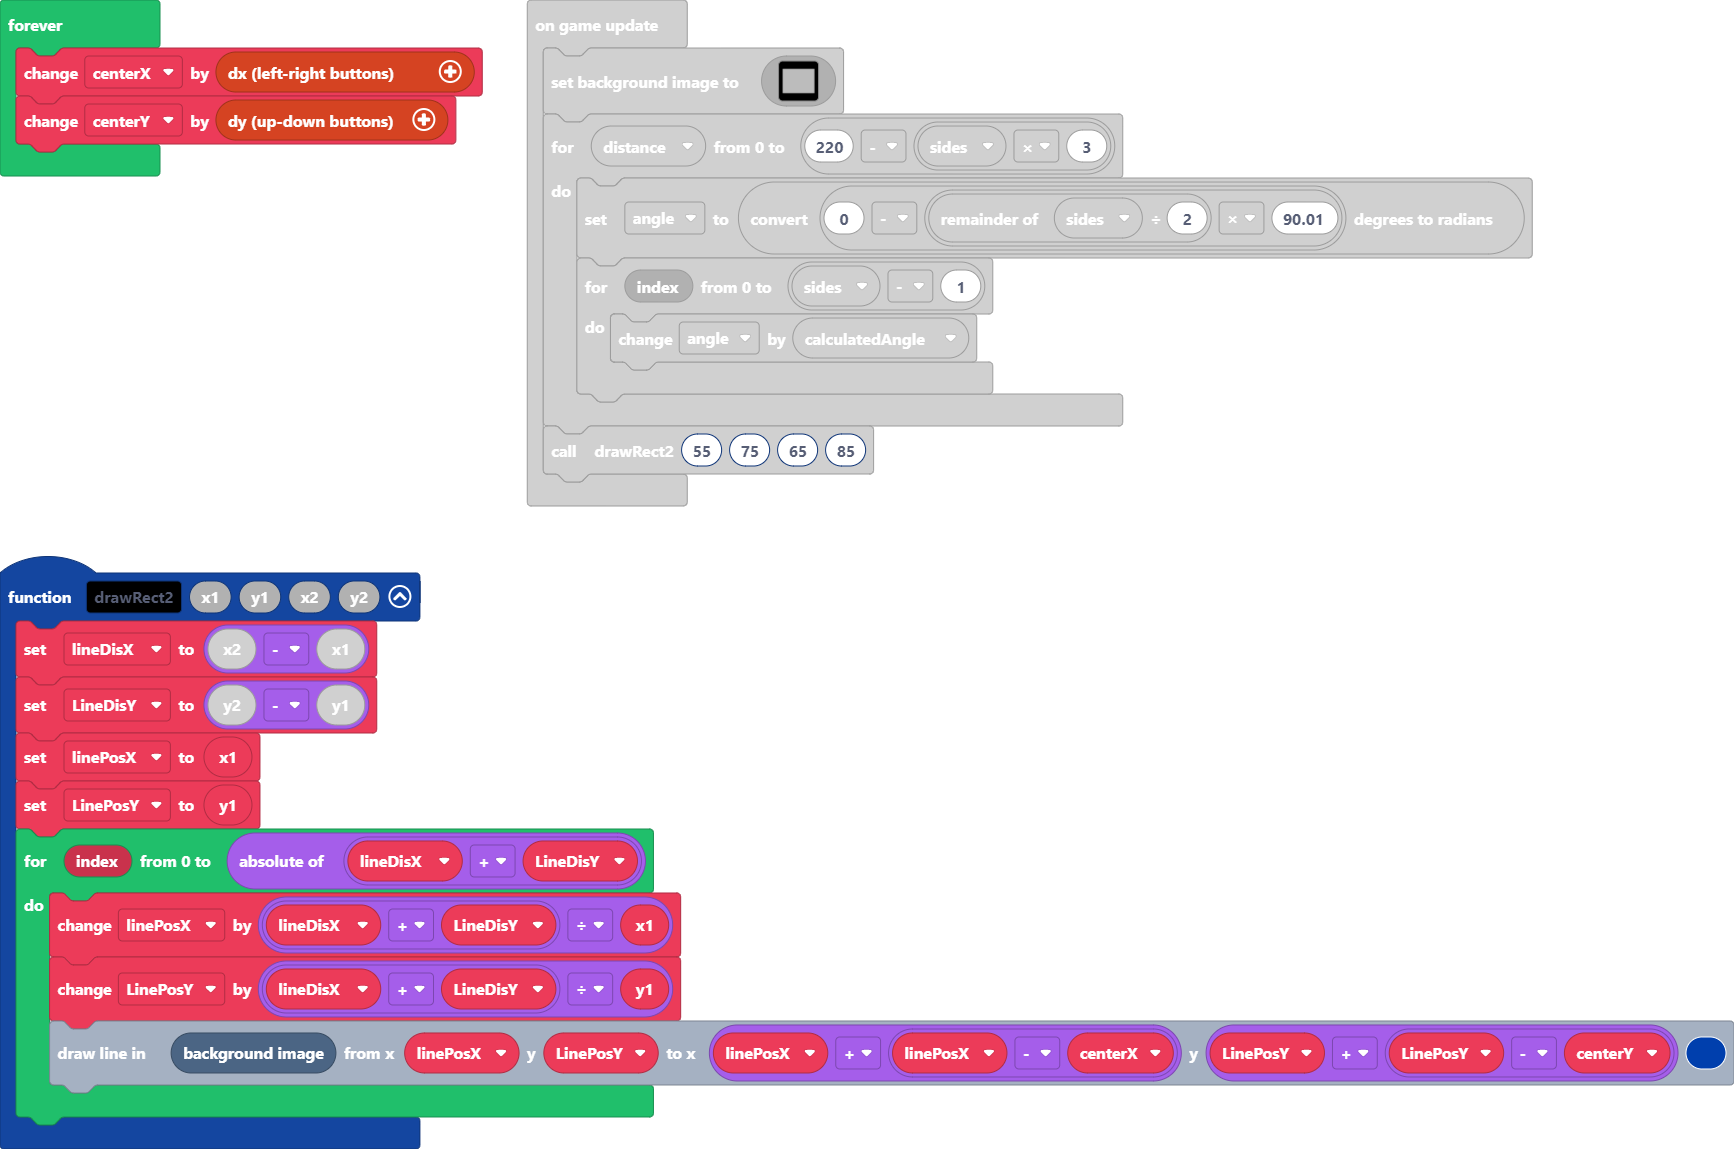 forever
change centerX by dx (left-right buttons)
change centerY by dy (up-down buttons)
on game update
set background image to
for distance from 0 to 220 - sides × 3
do
set angle to convert 0 - remainder of sides ÷ 2 × 90.01 degrees to radians
for index from 0 to sides - 1
do
change angle by calculatedAngle
call drawRect2 55 75 65 85
function drawRect2 x1 y1 x2 y2
set lineDisX to x2 - x1
set LineDisY to y2 - y1
set linePosX to x1
set LinePosY to y1
for index from 0 to absolute of lineDisX + LineDisY
do
change linePosX by lineDisX + LineDisY ÷ x1
change LinePosY by lineDisX + LineDisY ÷ y1
draw line in background image from x linePosX y LinePosY to x linePosX + linePosX - centerX y LinePosY + LinePosY - centerY